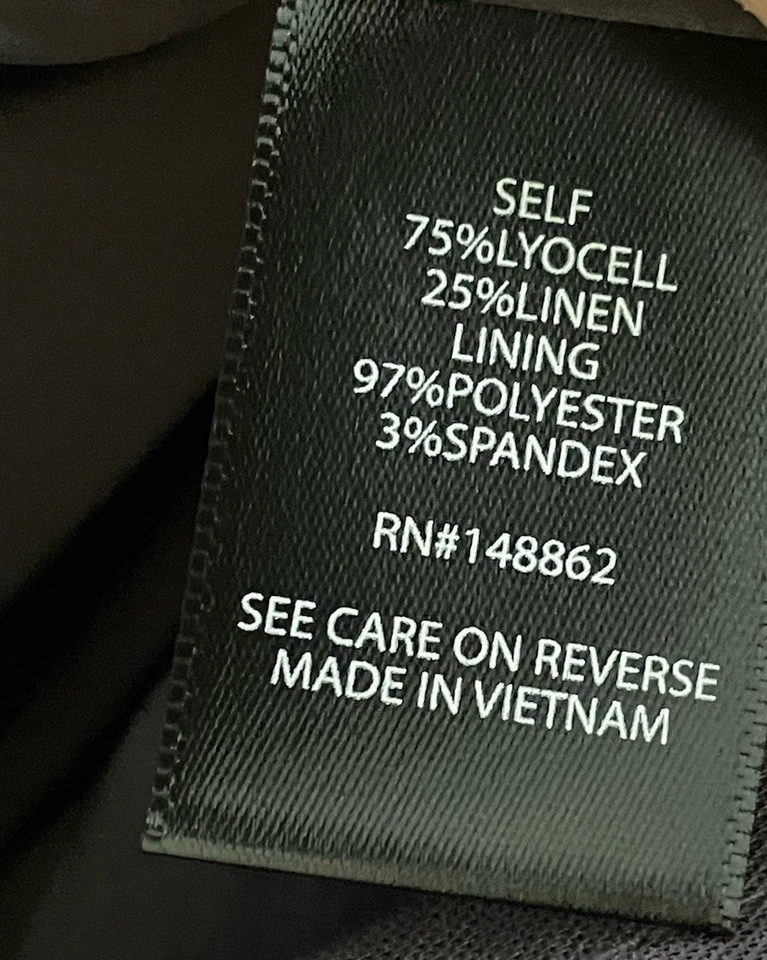 SELF
75%LYOCELL
25%LINEN
LINING
97%POLYESTER
3%SPANDEX
RN#148862
SEE CARE ON REVERSE
MADE IN VIETNAM